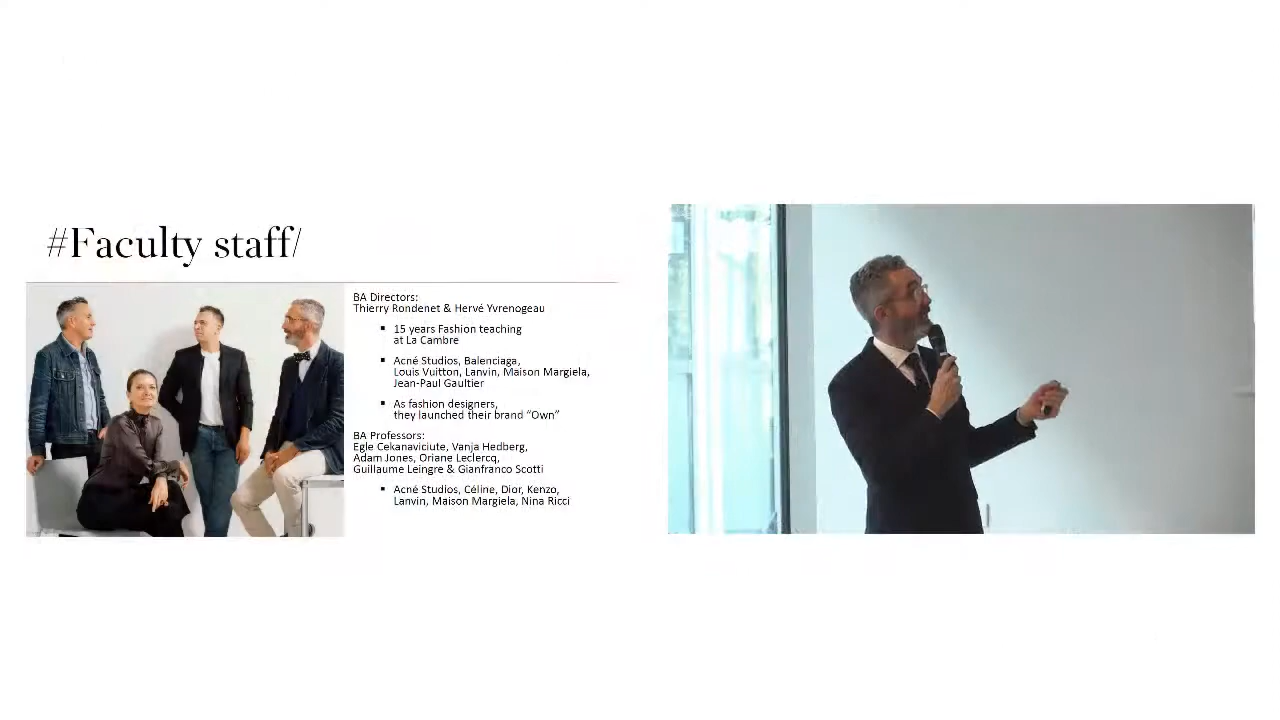 #Faculty staff/
BA Directors:
Thierry Rondenet & Hervé Yvrenogeau
▪ 15 years Fashion teaching
at La Cambre
▪ Acné Studios, Balenciaga,
Louis Vuitton, Lanvin, Maison Margiela,
Jean-Paul Gaultier
▪ As fashion designers,
they launched their brand “Own”
BA Professors:
Egle Cekanaviciute, Vanja Hedberg,
Adam Jones, Oriane Leclercq,
Guillaume Leingre & Gianfranco Scotti
▪ Acné Studios, Céline, Dior, Kenzo,
Lanvin, Maison Margiela, Nina Ricci